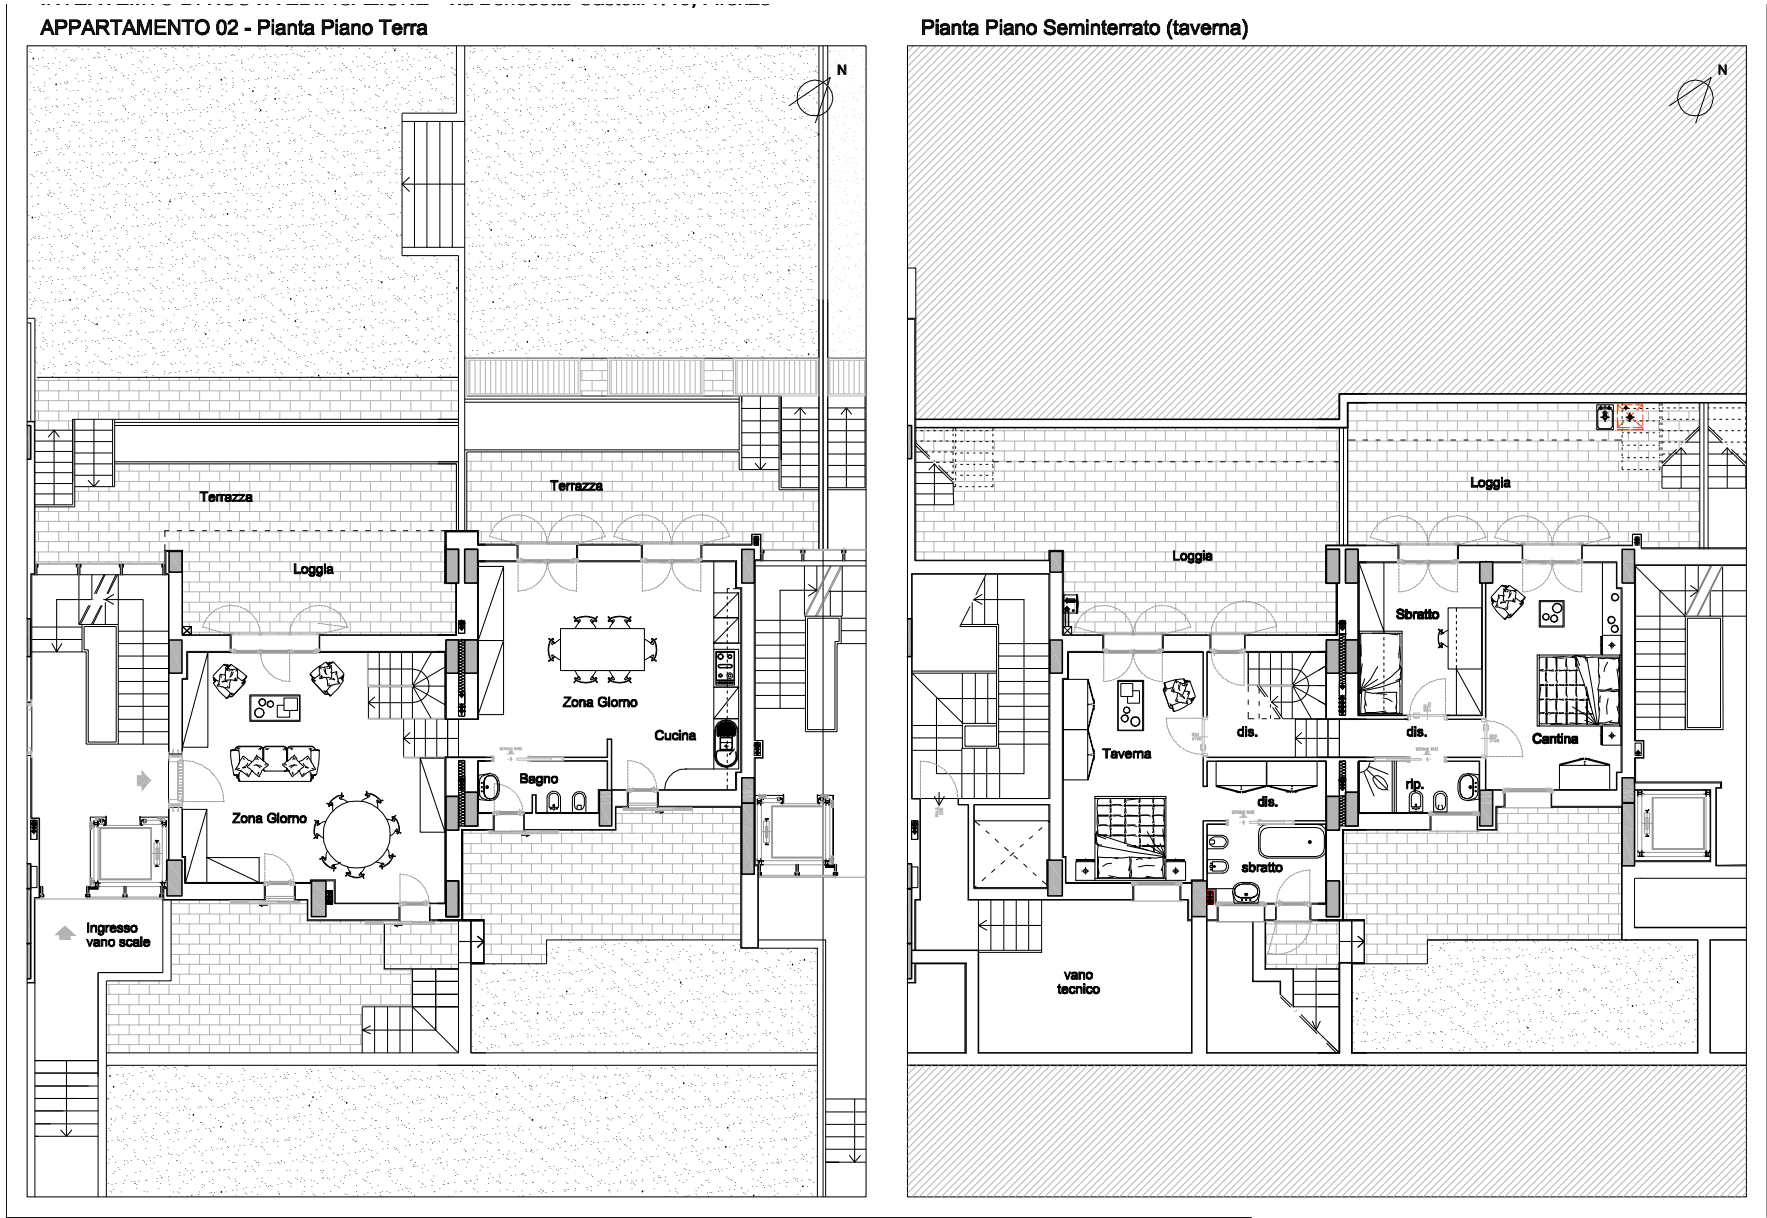 APPARTAMENTO 02 - Pianta Piano Terra
N
Terrazza
Terrazza
Loggia
Zona Giorno
Cucina
Bagno
Zona Giorno
Ingresso
vano scale
Pianta Piano Seminterrato (taverna)
N
Loggia
Loggia
Sbratto
dis.
dis.
Cantina
Taverna
rip.
dis.
sbratto
vano
tecnico